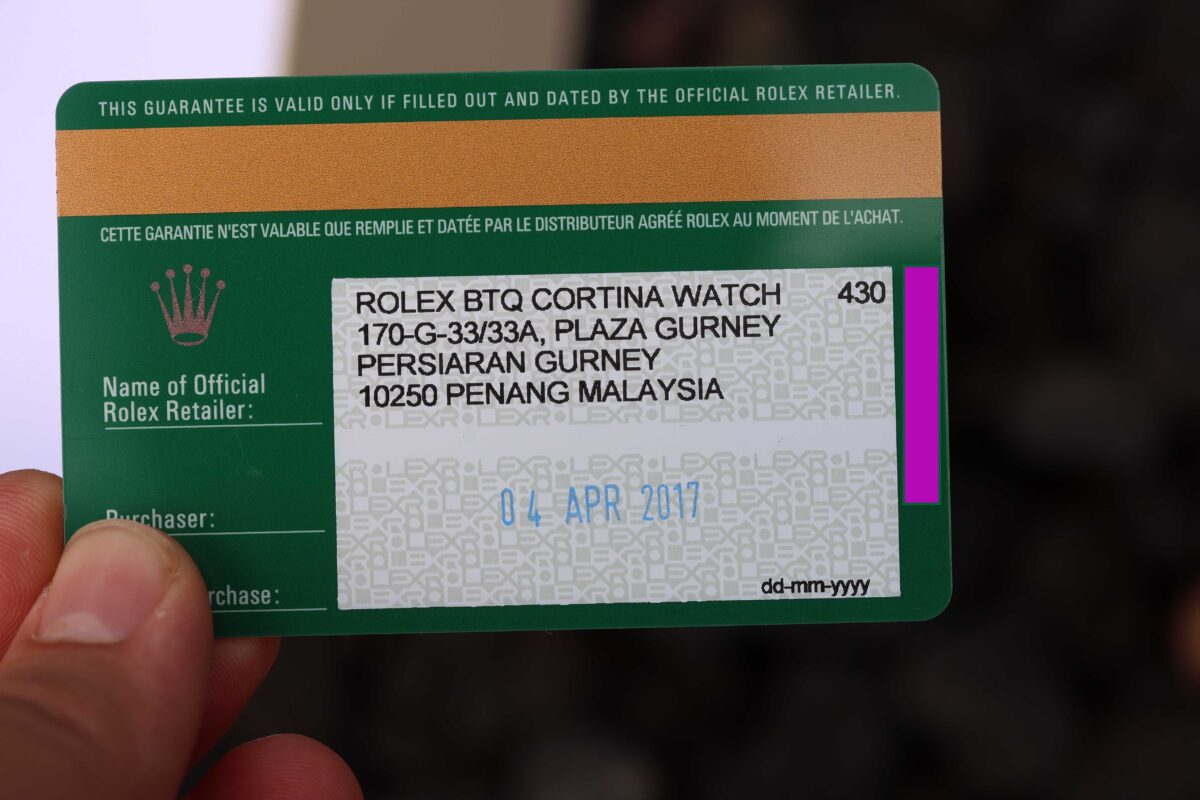 THIS GUARANTEE IS VALID ONLY IF FILLED OUT AND DATED BY THE OFFICIAL ROLEX RETAILER.
CETTE GARANTIE N'EST VALABLE QUE REMPLIE ET DATÉE PAR LE DISTRIBUTEUR AGRÉÉ ROLEX AU MOMENT DE L'ACHAT.
ROLEX BTQ CORTINA WATCH 430
170-G-33/33A, PLAZA GURNEY
PERSIARAN GURNEY
10250 PENANG MALAYSIA
Name of Official
Rolex Retailer:
04 APR 2017
Purchaser:
dd-mm-yyyy